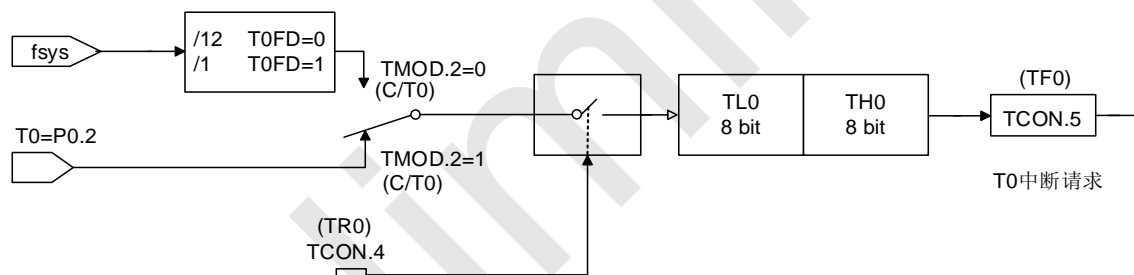 fsys
/12 T0FD=0
/1 T0FD=1
TMOD.2=0
(C/T0)
T0=P0.2
TMOD.2=1
(C/T0)
(TR0)
TCON.4
TL0
8 bit
TH0
8 bit
(TF0)
TCON.5
T0中断请求